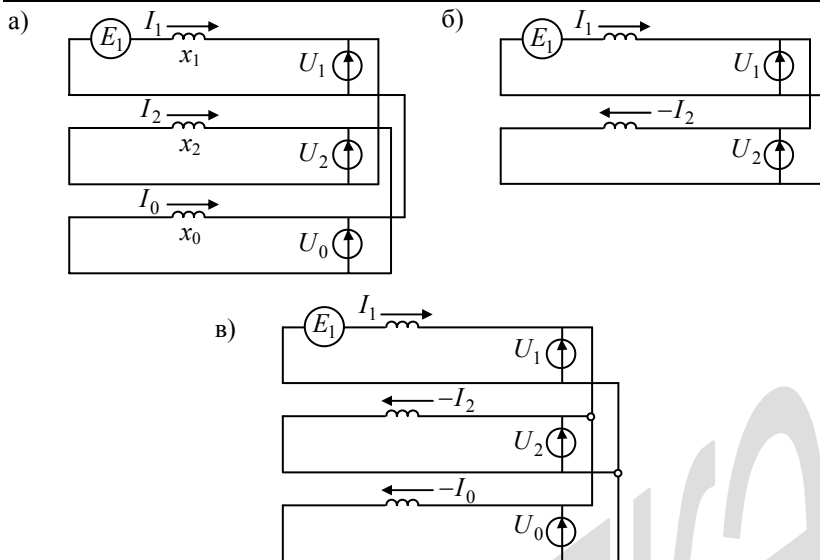 а)
I₁
E₁
x₁
U₁
I₂
x₂
U₂
I₀
x₀
U₀
б)
I₁
E₁
U₁
−I₂
U₂
в)
I₁
E₁
U₁
−I₂
U₂
−I₀
U₀